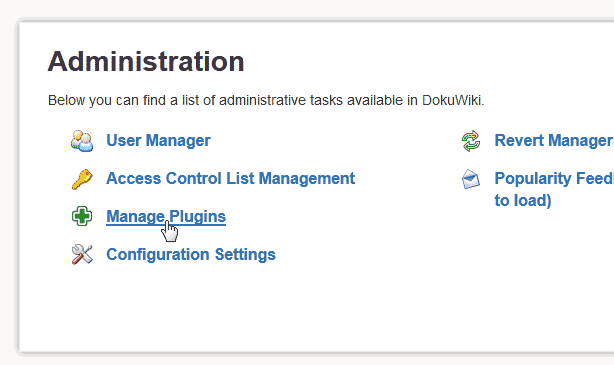 Administration
Below you can find a list of administrative tasks available in DokuWiki.
User Manager
Access Control List Management
Manage Plugins
Configuration Settings
Revert Manager
Popularity Feed
to load)